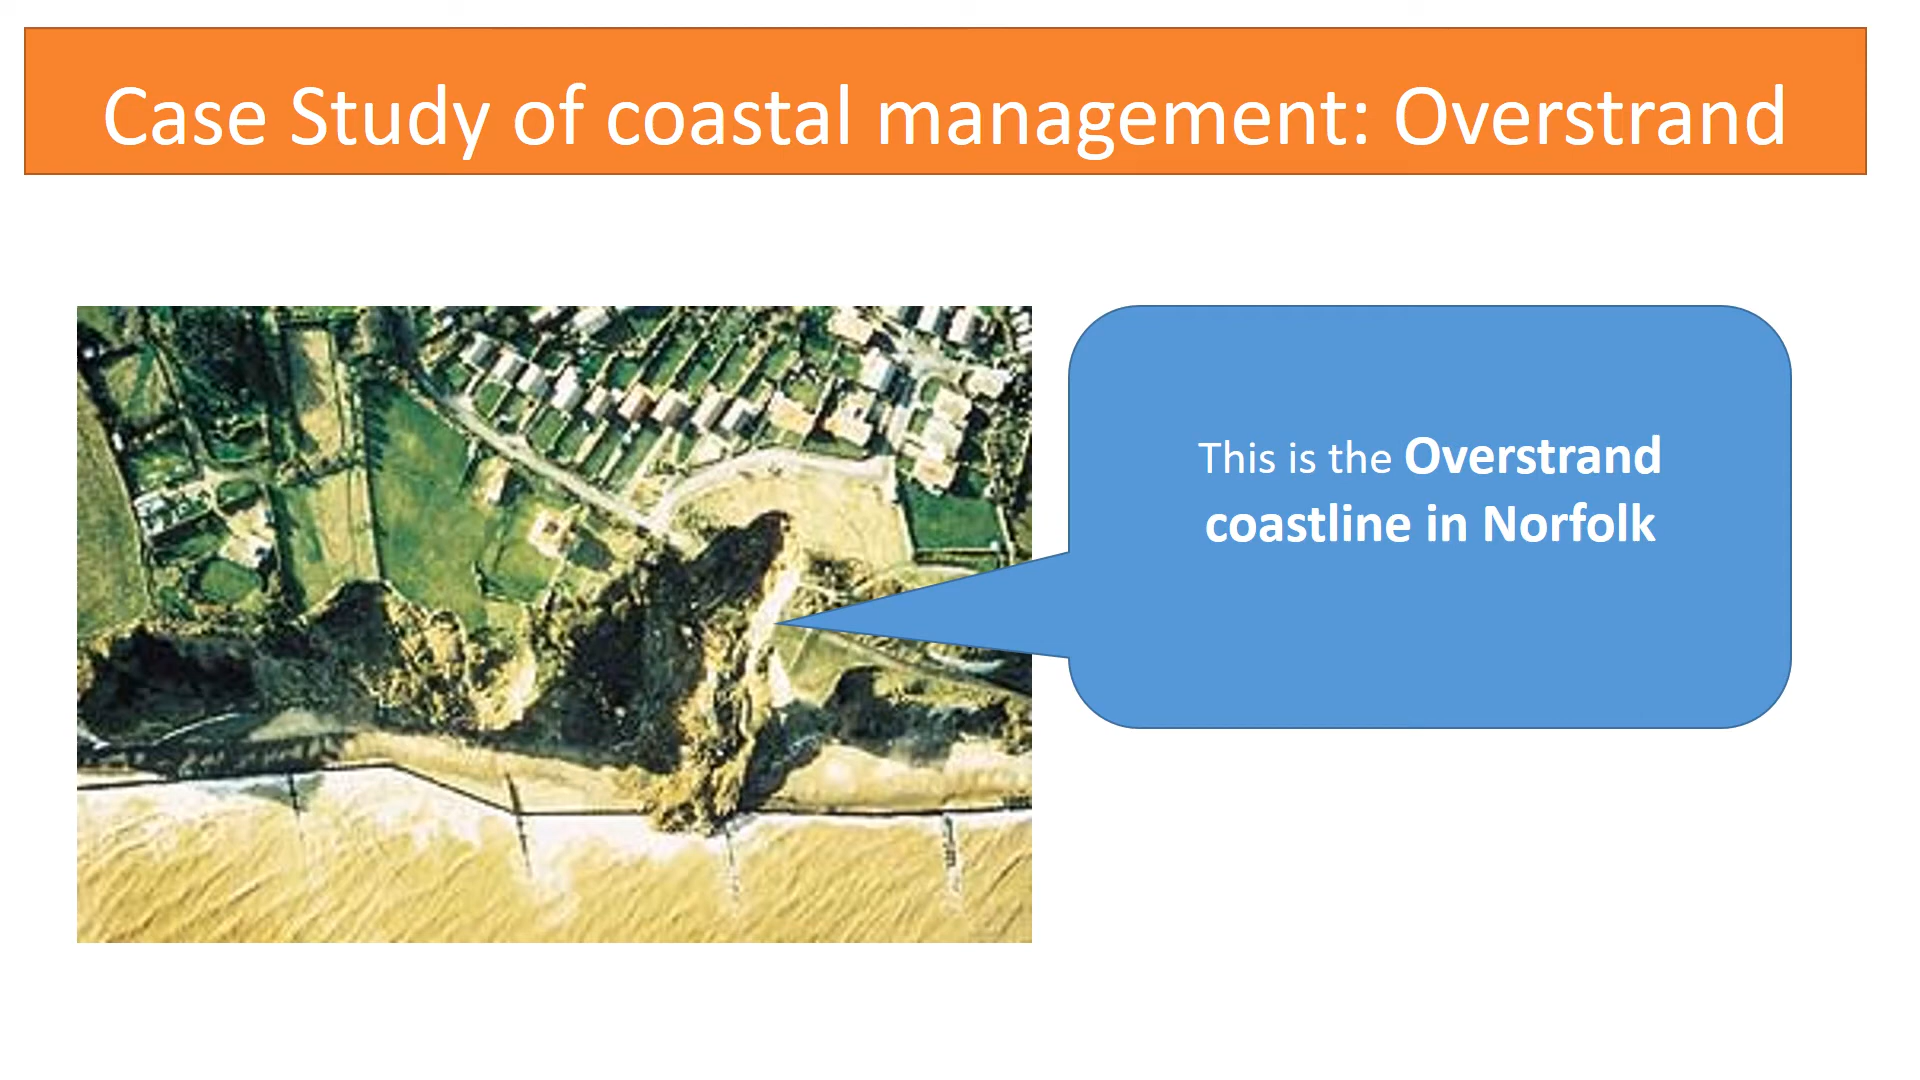 Case Study of coastal management: Overstrand
This is the Overstrand
coastline in Norfolk